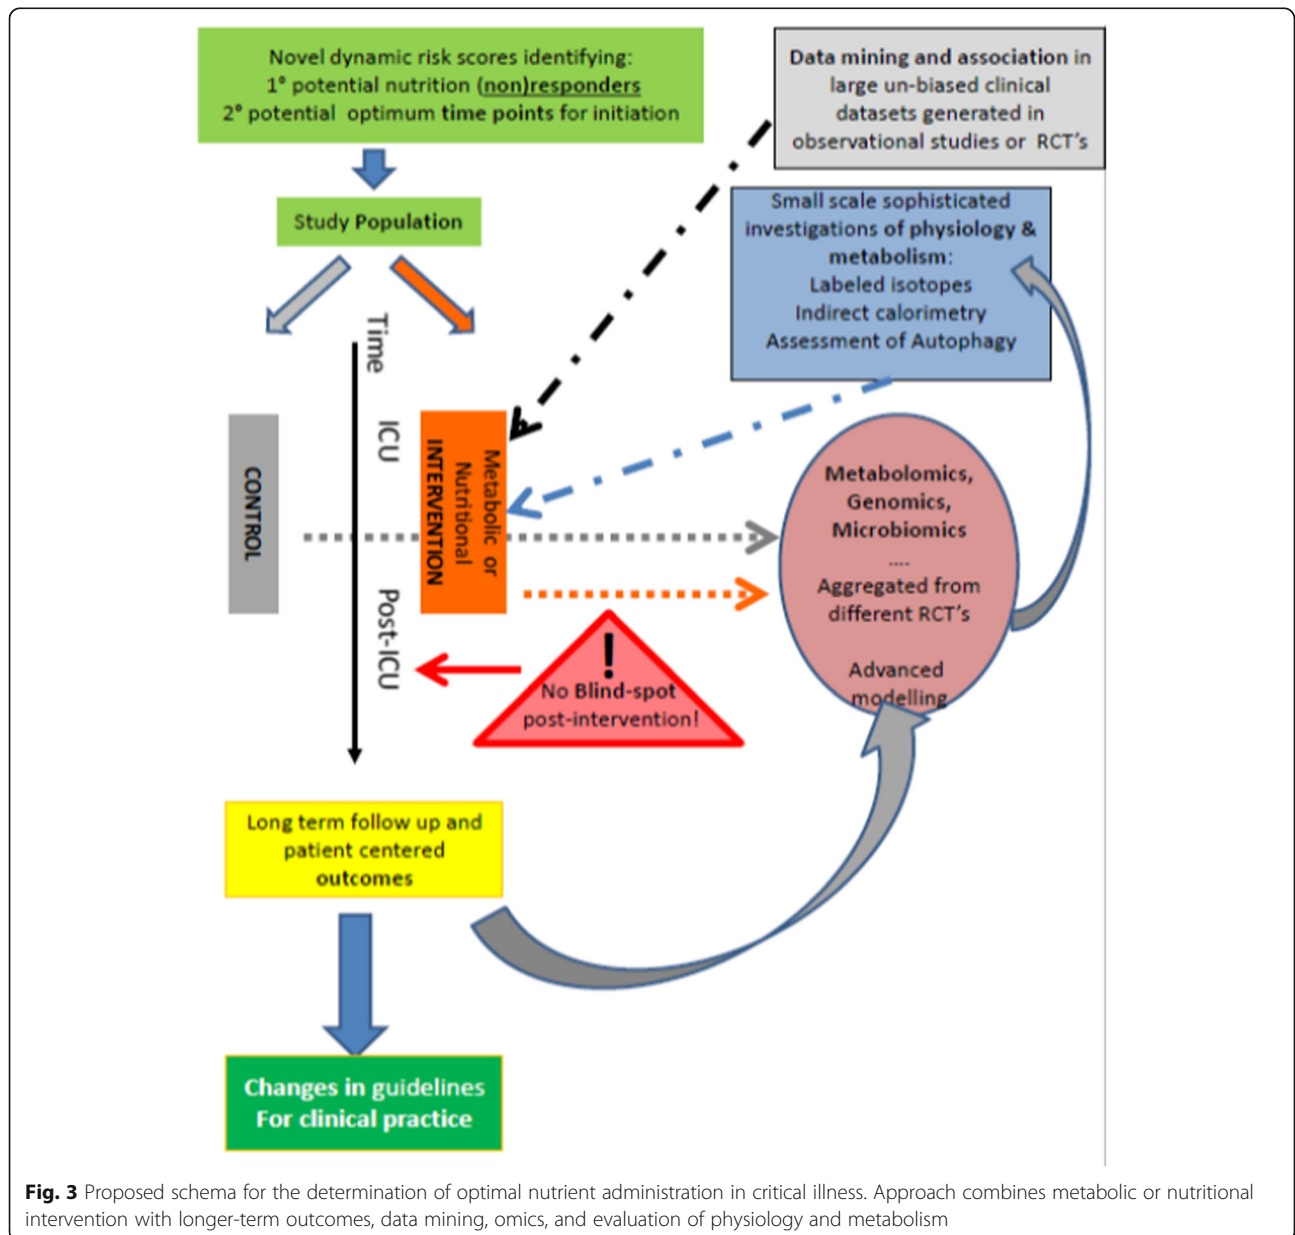 Novel dynamic risk scores identifying:
1° potential nutrition (non)responders
2° potential optimum time points for initiation
Data mining and association in
large un-biased clinical
datasets generated in
observational studies or RCT's
Study Population
Small scale sophisticated
investigations of physiology &
metabolism:
Labeled isotopes
Indirect calorimetry
Assessment of Autophagy
Time
ICU
Post-ICU
CONTROL
Metabolic or
Nutritional
INTERVENTION
Metabolomics,
Genomics,
Microbiomics
....
Aggregated from
different RCT's
Advanced
modelling
!
No Blind-spot
post-intervention!
Long term follow up and
patient centered
outcomes
Changes in guidelines
For clinical practice
Fig. 3 Proposed schema for the determination of optimal nutrient administration in critical illness. Approach combines metabolic or nutritional
intervention with longer-term outcomes, data mining, omics, and evaluation of physiology and metabolism